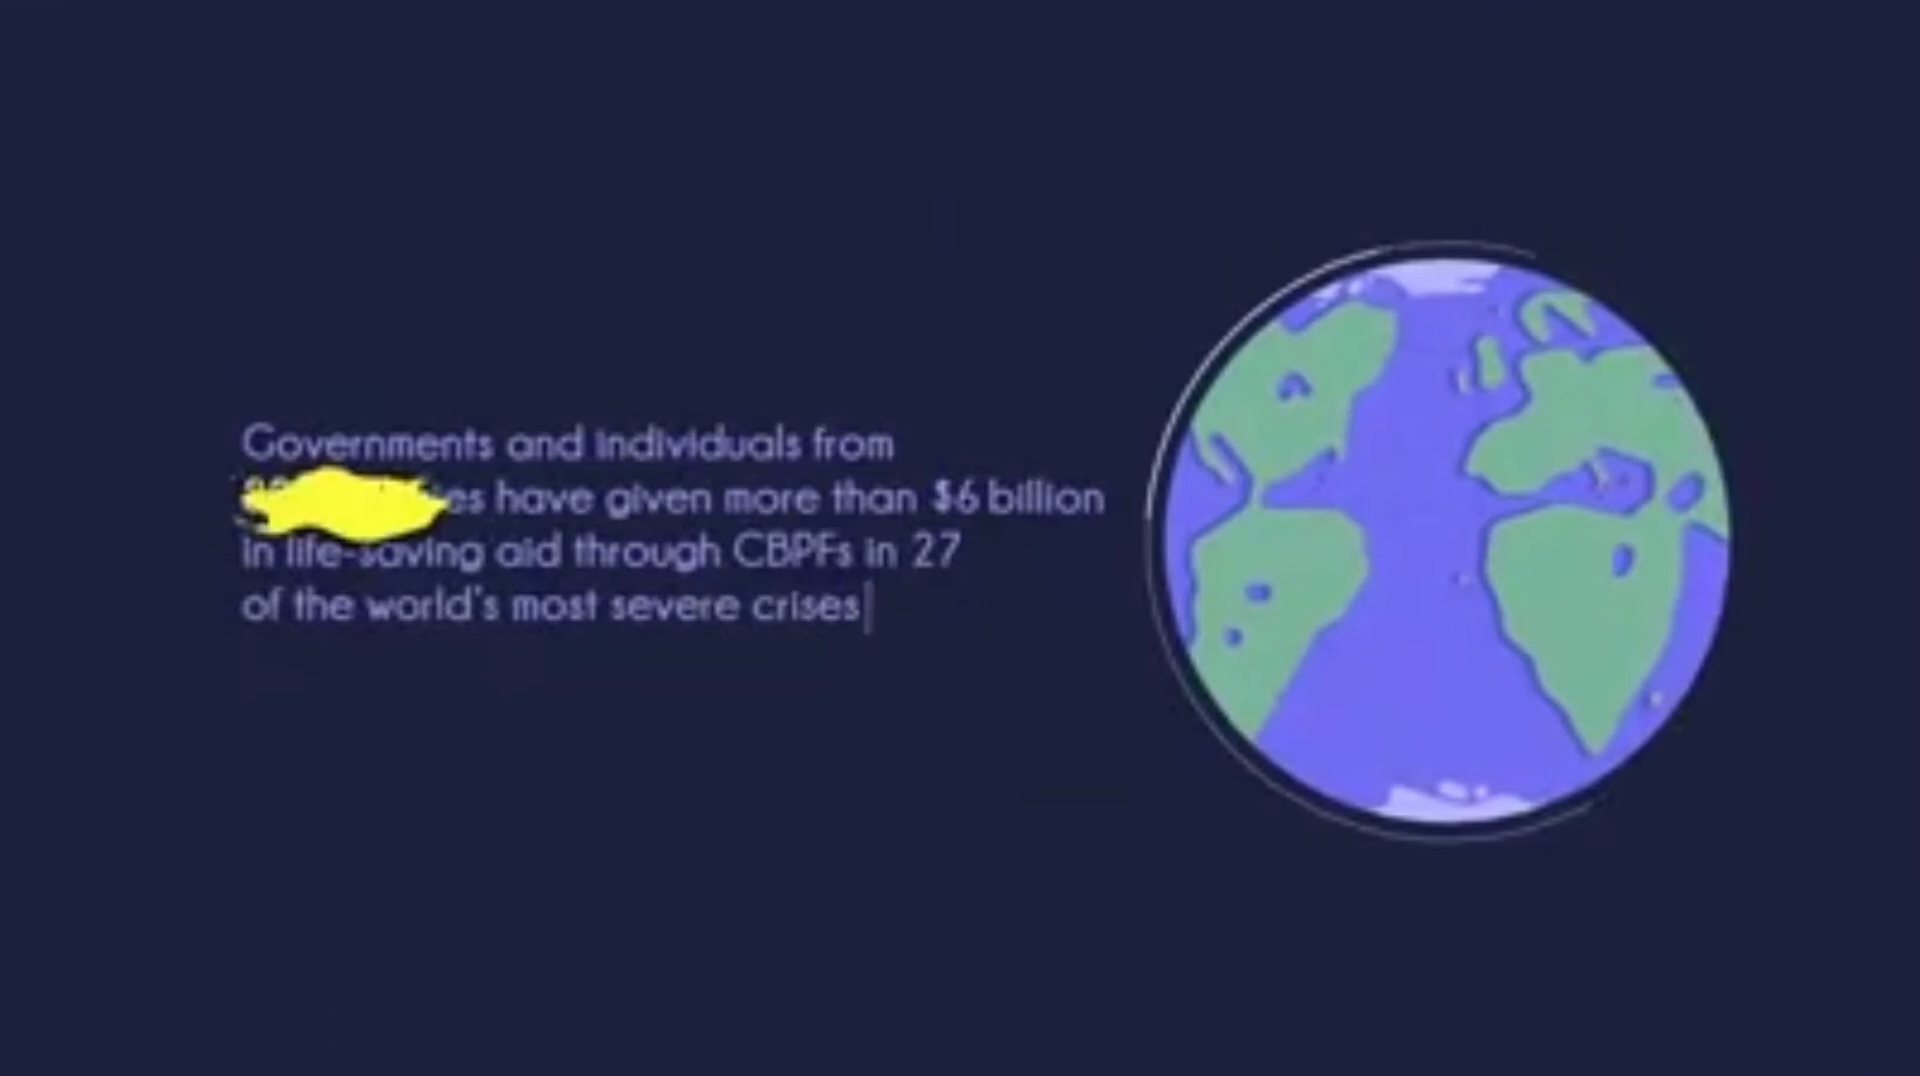 Governments and individuals from
have given more than $6 billion
in life-saving aid through CBPFs in 27
of the world's most severe crises